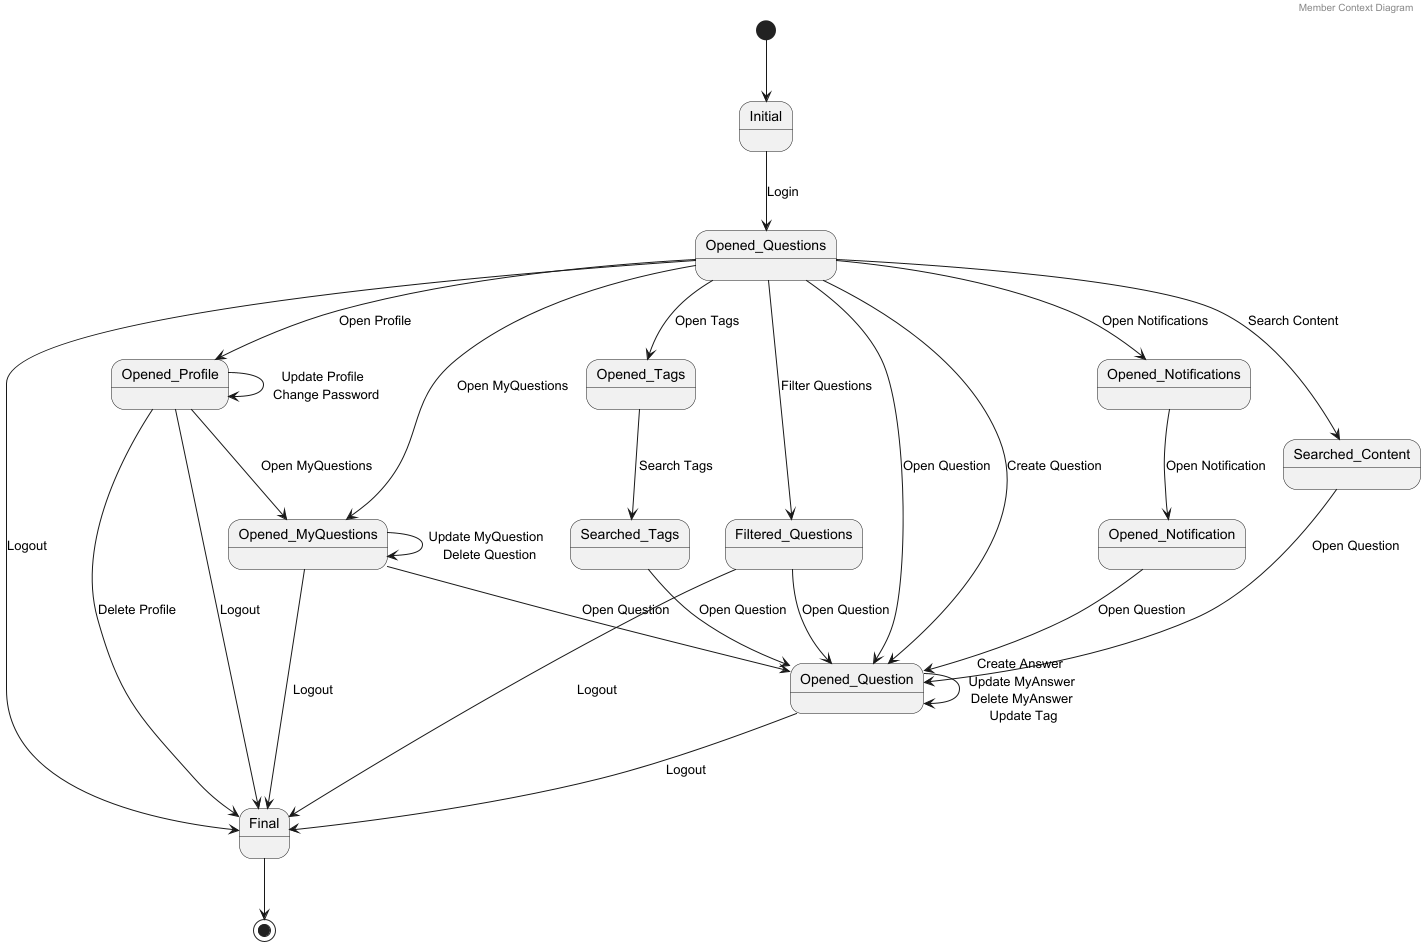 Member Context Diagram
Initial
Login
Opened_Questions
Open Profile
Open Tags
Open Notifications
Search Content
Opened_Profile
Update Profile
Change Password
Open MyQuestions
Opened_Tags
Filter Questions
Opened_Notifications
Searched_Content
Open MyQuestions
Search Tags
Open Question
Create Question
Open Notification
Logout
Opened_MyQuestions
Update MyQuestion
Delete Question
Searched_Tags
Filtered_Questions
Opened_Notification
Open Question
Delete Profile
Logout
Open Question
Open Question
Open Question
Open Question
Logout
Logout
Opened_Question
Create Answer
Update MyAnswer
Delete MyAnswer
Update Tag
Logout
Final